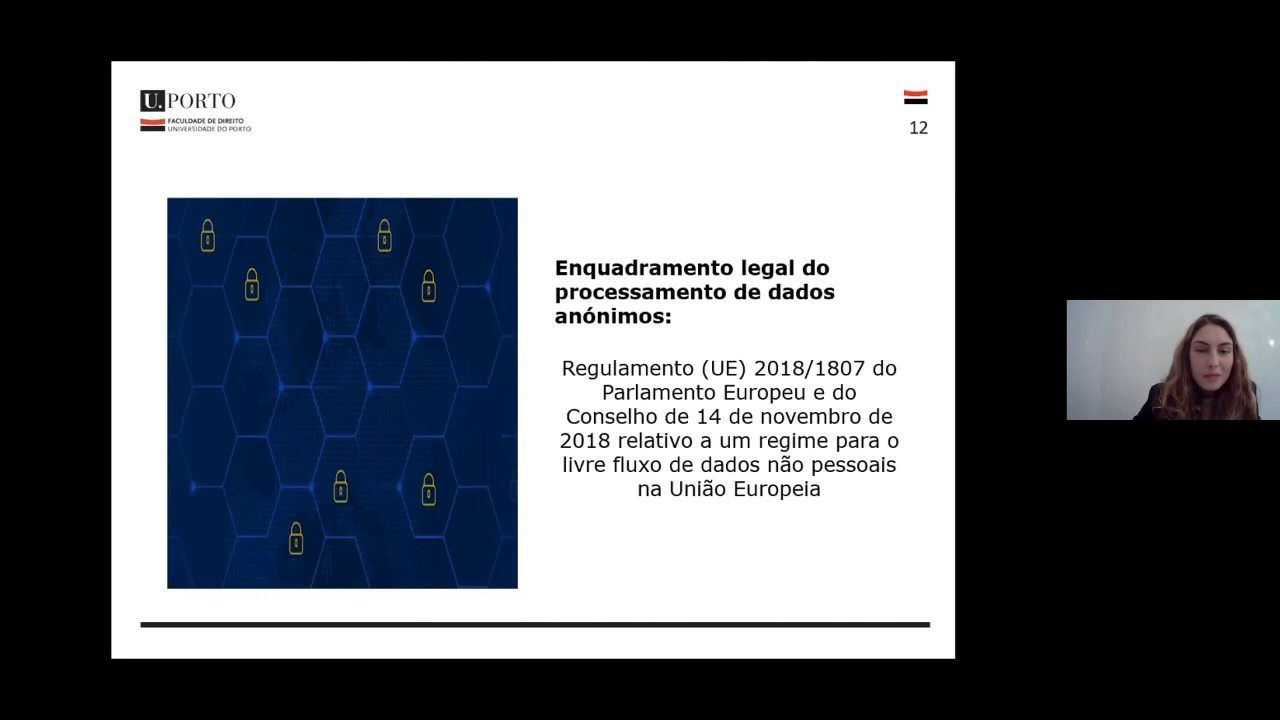 U.PORTO
FACULDADE DE DIREITO
UNIVERSIDADE DO PORTO
12
Enquadramento legal do
processamento de dados
anónimos:
Regulamento (UE) 2018/1807 do
Parlamento Europeu e do
Conselho de 14 de novembro de
2018 relativo a um regime para o
livre fluxo de dados não pessoais
na União Europeia